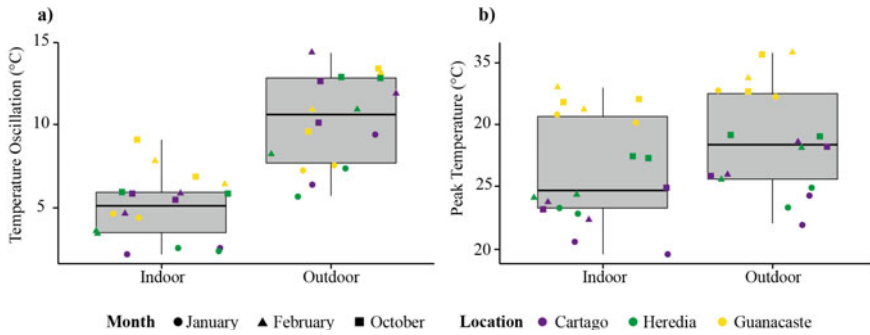 a)
Temperature Oscillation (°C)
15
10
5
Indoor
Outdoor
b)
Peak Temperature (°C)
35
20
25
20
Indoor
Outdoor
Month January February October Location Cartago Heredia Guanacaste